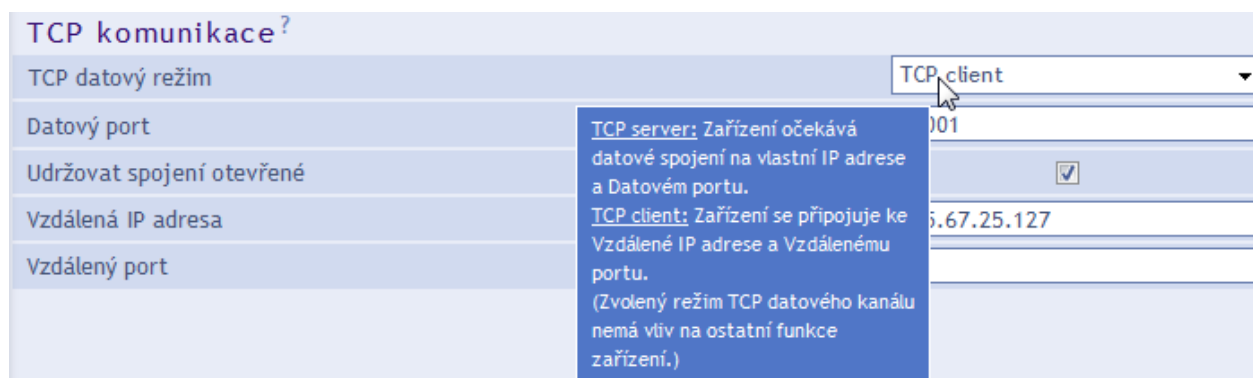 TCP komunikace?
TCP datový režim
TCP client
Datový port
001
Udržovat spojení otevřené
Vzdálená IP adresa
5.67.25.127
Vzdálený port
TCP server: Zařízení očekává
datové spojení na vlastní IP adrese
a Datovém portu.
TCP client: Zařízení se připojuje ke
Vzdálené IP adrese a Vzdálenému
portu.
(Zvolený režim TCP datového kanálu
nemá vliv na ostatní funkce
zařízení.)